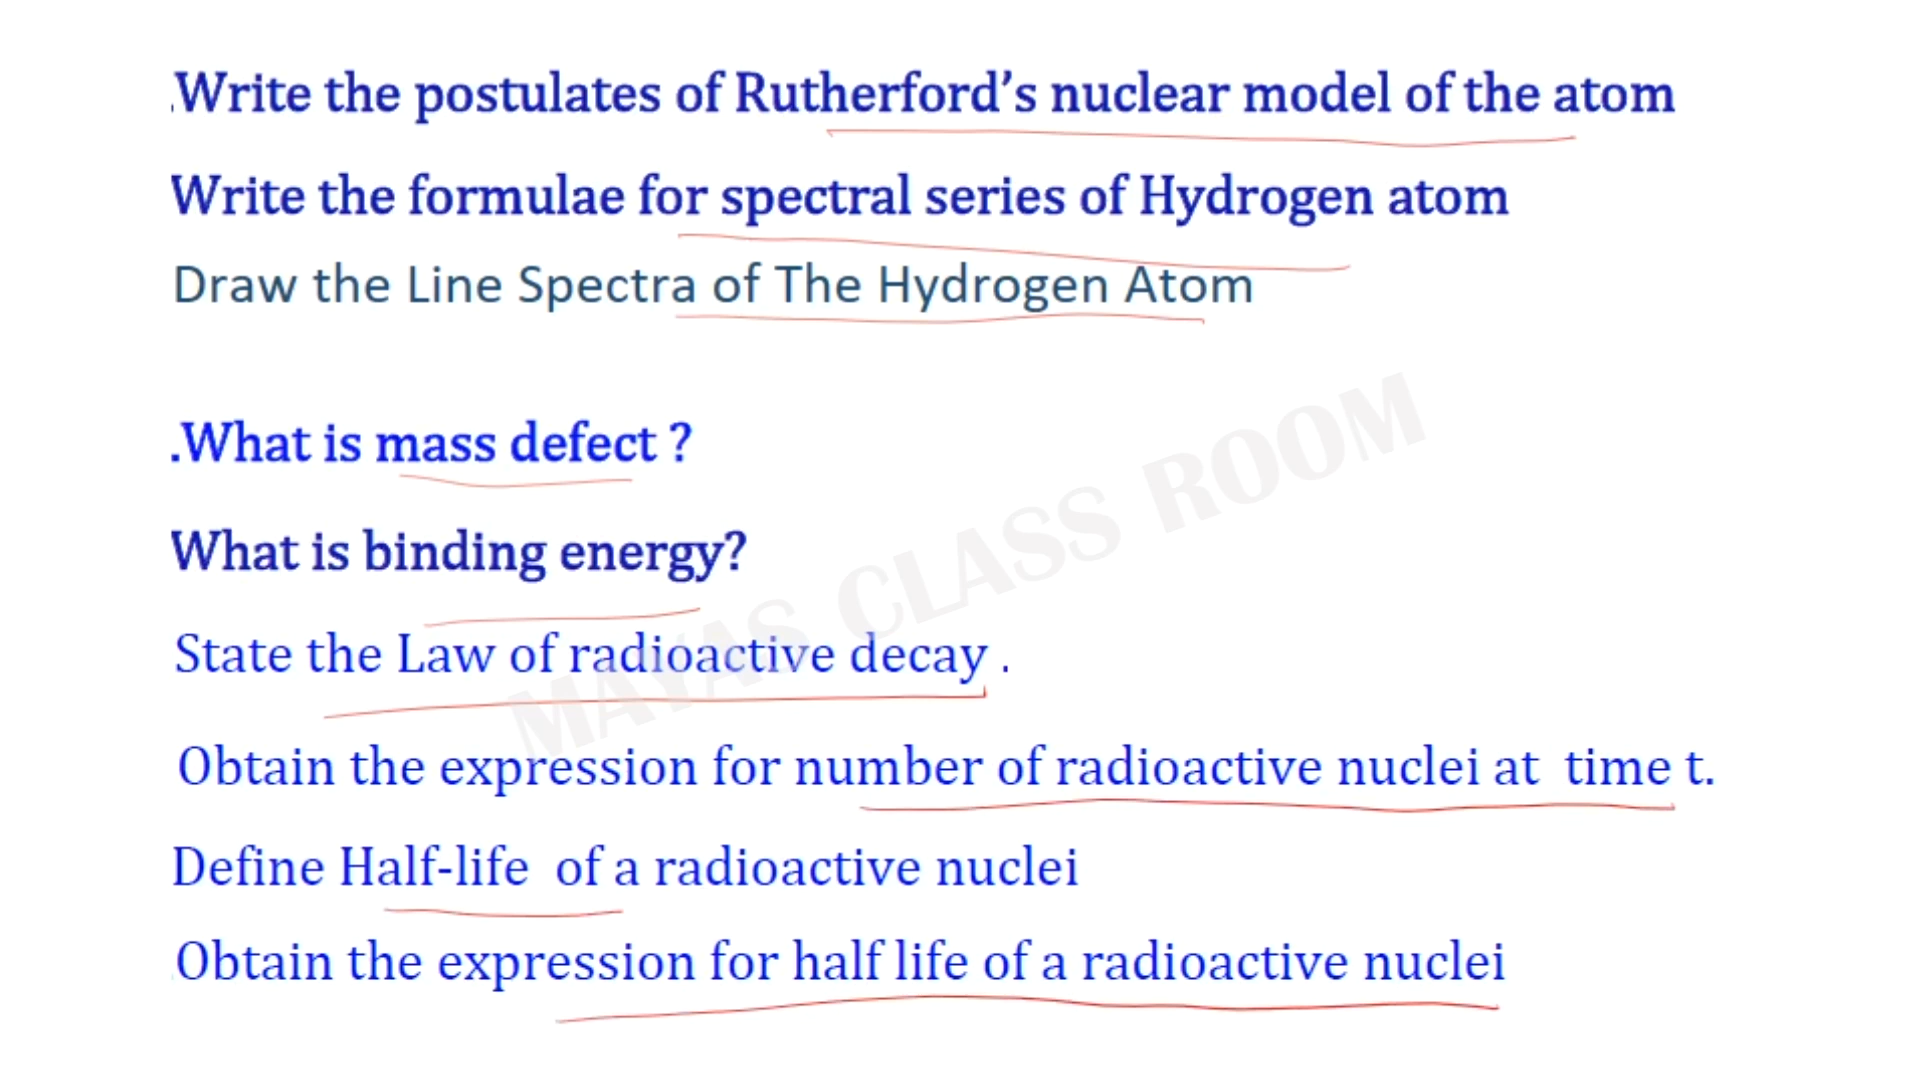 .Write the postulates of Rutherford’s nuclear model of the atom
Write the formulae for spectral series of Hydrogen atom
Draw the Line Spectra of The Hydrogen Atom
.What is mass defect ?
What is binding energy?
State the Law of radioactive decay .
Obtain the expression for number of radioactive nuclei at time t.
Define Half-life of a radioactive nuclei
Obtain the expression for half life of a radioactive nuclei
MAYAS CLASS ROOM